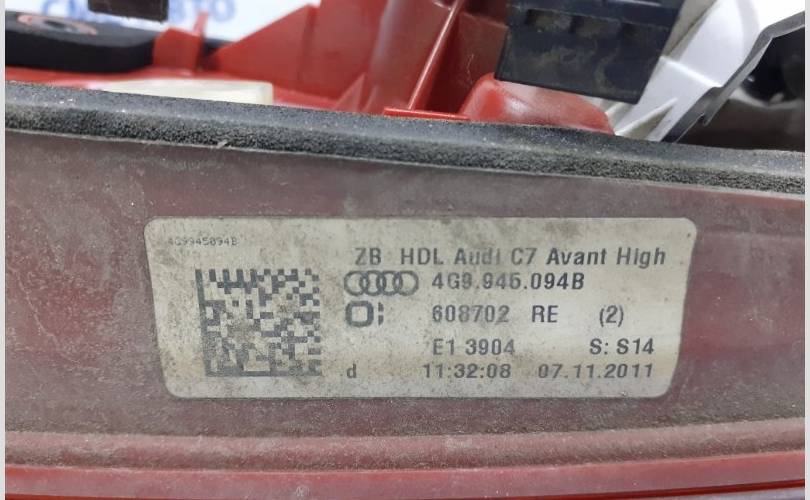 4G9945094B
ZB HDL Audi C7 Avant High
4G9.945.094B
608702 RE (2)
E1 3904 S: S14
d 11:32:08 07.11.2011